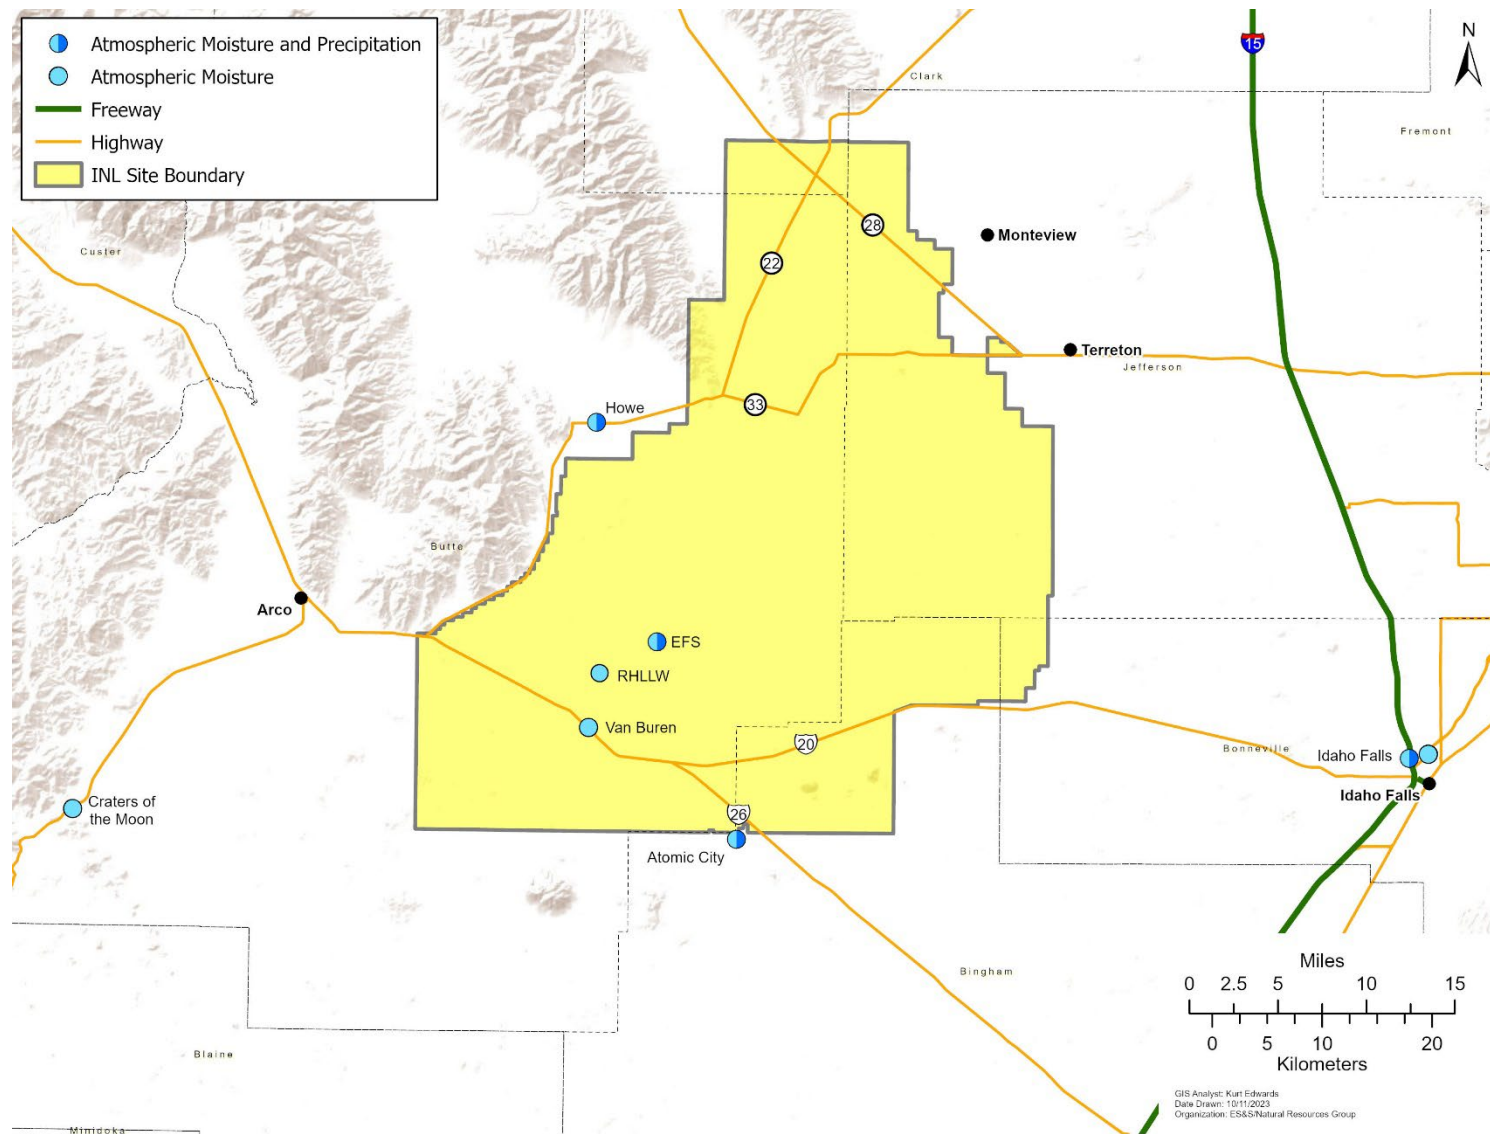 Atmospheric Moisture and Precipitation
Atmospheric Moisture
Freeway
Highway
INL Site Boundary
15
N
Clark
Fremont
28
Monteview
Custer
22
Terreton
Jefferson
33
Howe
Butte
Arco
EFS
RHLLW
Van Buren
20
Bonneville
Idaho Falls
Idaho Falls
Craters of
the Moon
26
Atomic City
Bingham
Miles
0 2.5 5 10 15
0 5 10 20
Kilometers
Blaine
GIS Analyst: Kurt Edwards
Date Drawn: 10/11/2023
Organization: ES&S/Natural Resources Group
Minidoka